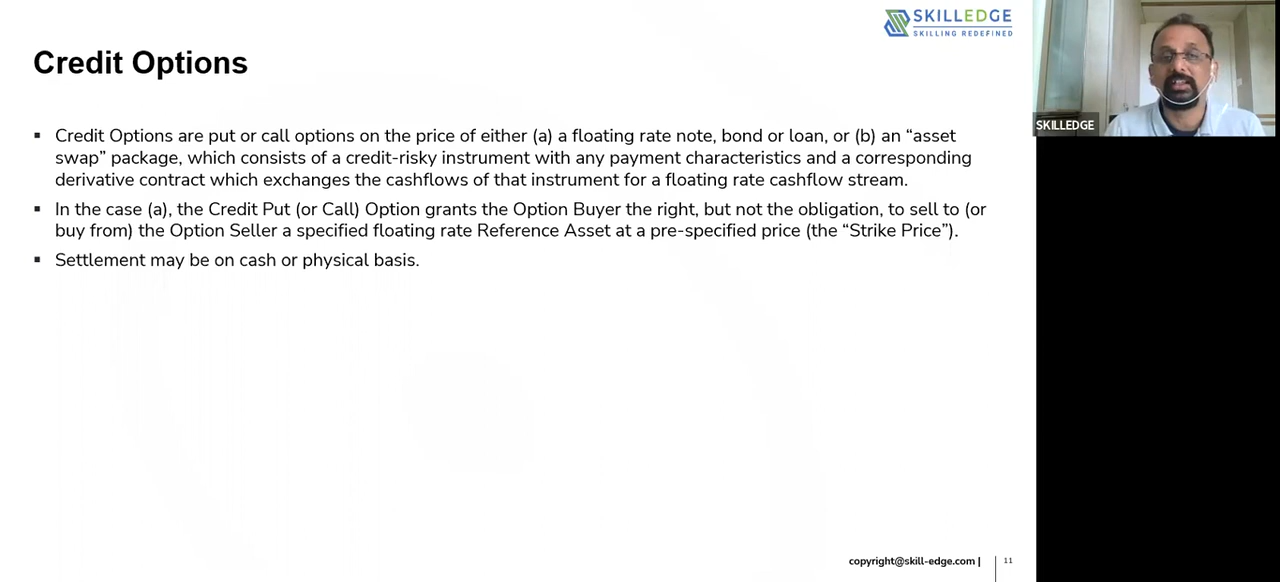 SKILLEDGE
SKILLING REDEFINED
SKILLEDGE
Credit Options
▪ Credit Options are put or call options on the price of either (a) a floating rate note, bond or loan, or (b) an “asset
swap” package, which consists of a credit-risky instrument with any payment characteristics and a corresponding
derivative contract which exchanges the cashflows of that instrument for a floating rate cashflow stream.
▪ In the case (a), the Credit Put (or Call) Option grants the Option Buyer the right, but not the obligation, to sell to (or
buy from) the Option Seller a specified floating rate Reference Asset at a pre-specified price (the “Strike Price”).
▪ Settlement may be on cash or physical basis.
copyright@skill-edge.com |
11